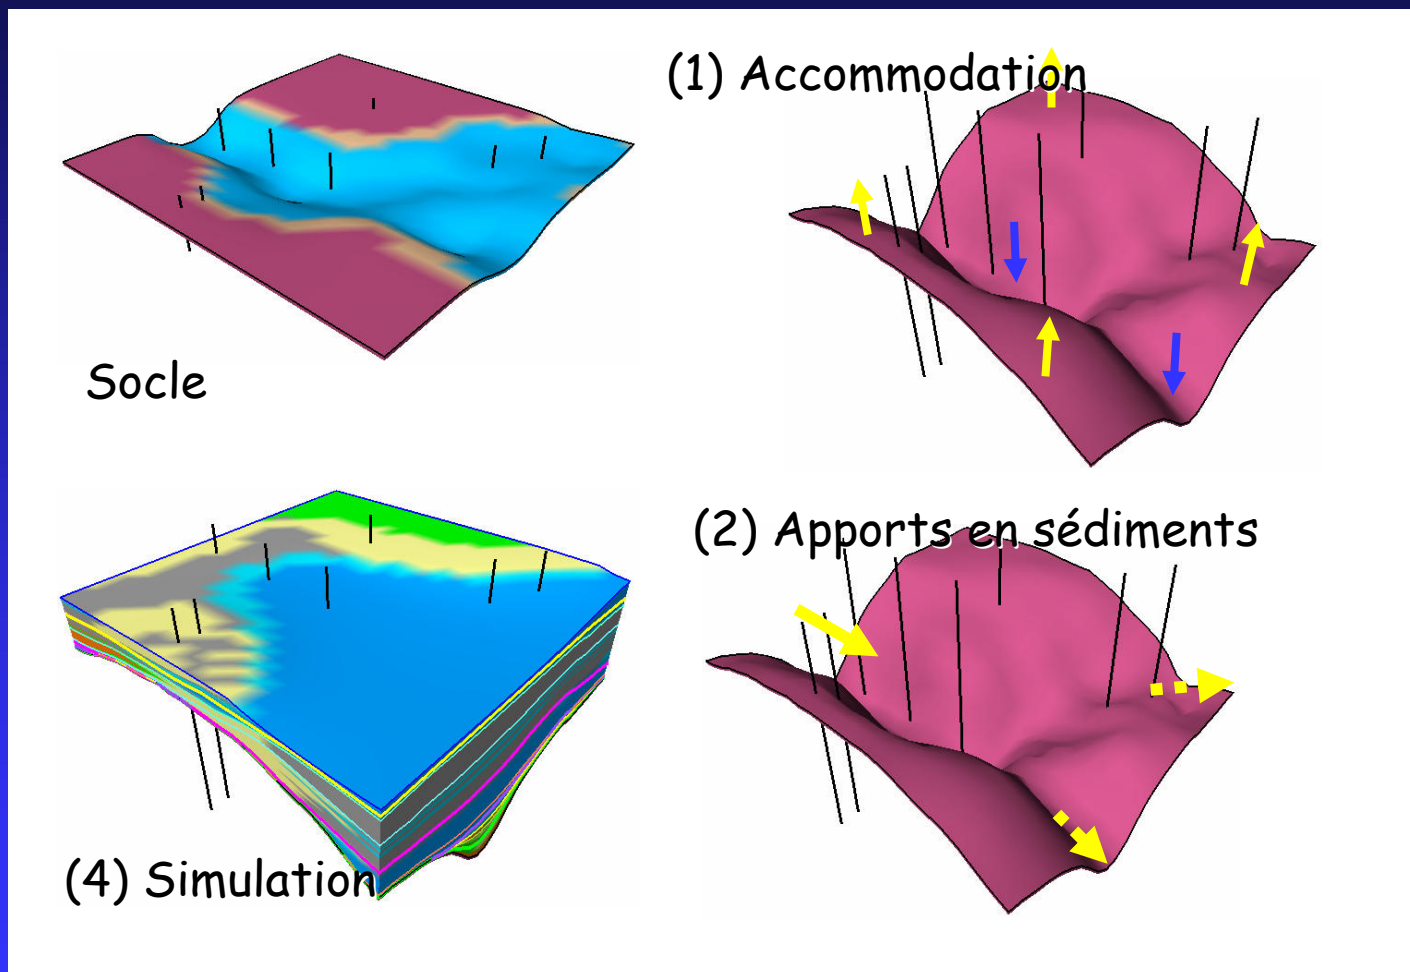 (1) Accommodation
Socle
(2) Apports en sédiments
(4) Simulation